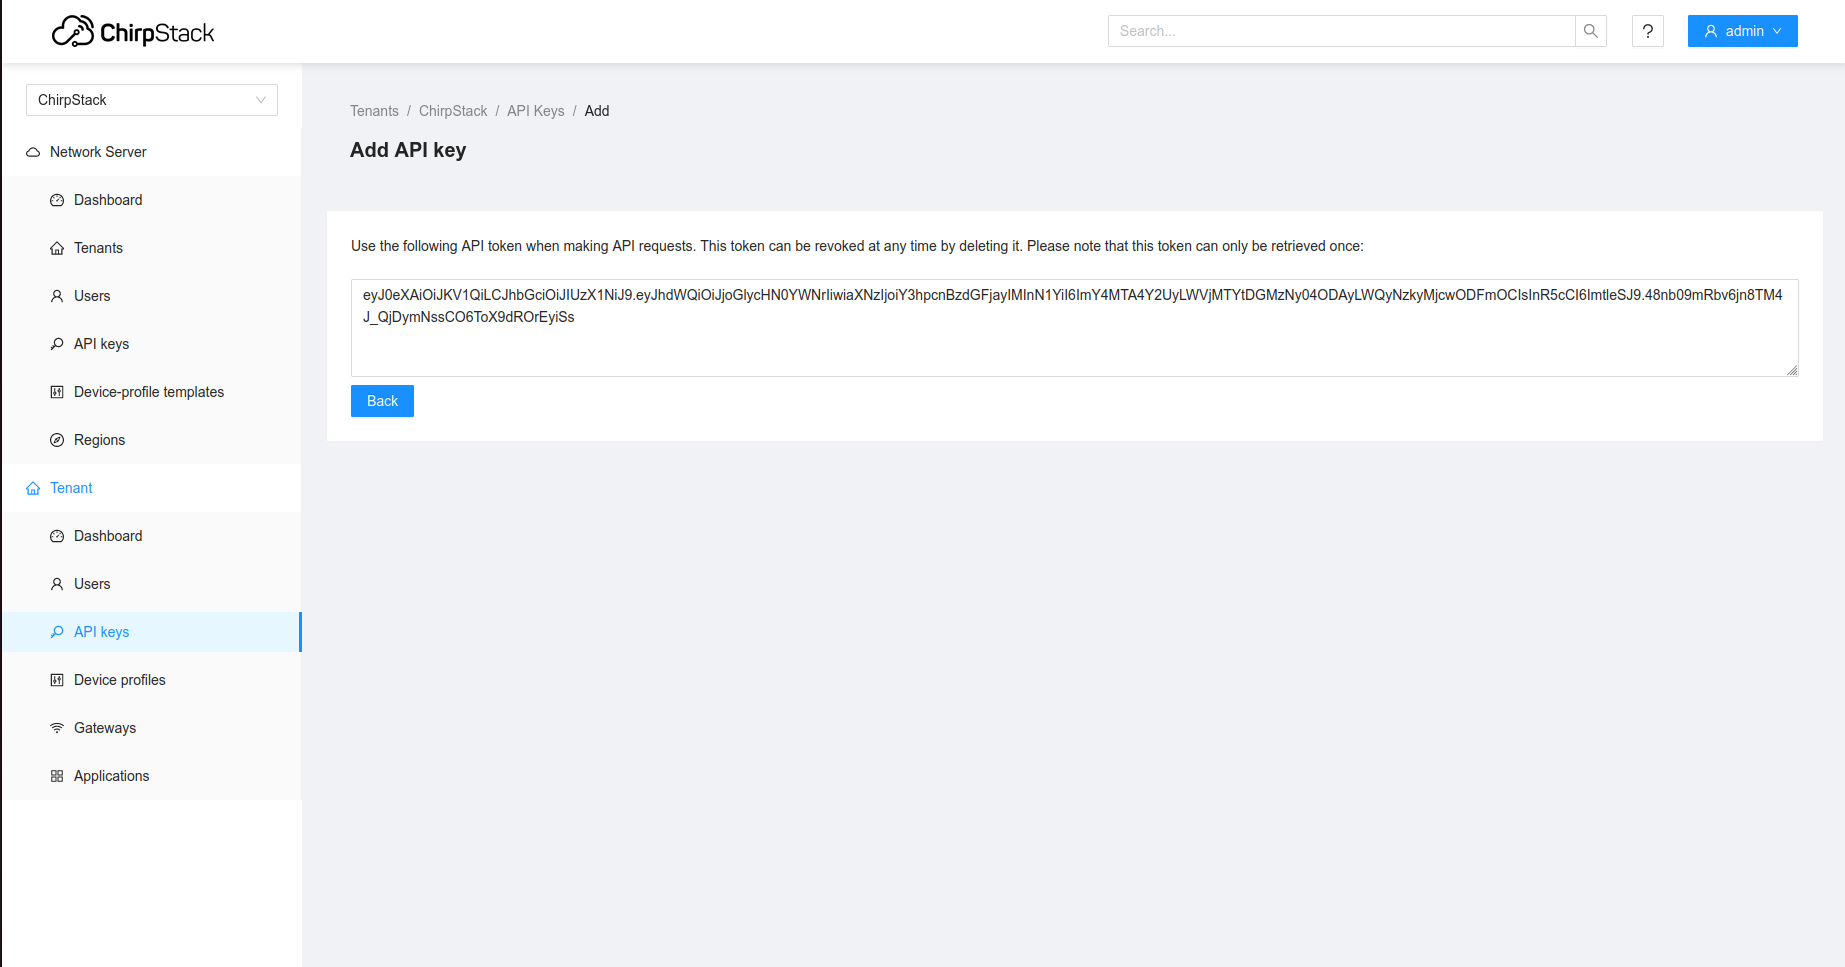 ChirpStack
Search...
?
admin
ChirpStack
Network Server
Dashboard
Tenants
Users
API keys
Device-profile templates
Regions
Tenant
Dashboard
Users
API keys
Device profiles
Gateways
Applications
Tenants / ChirpStack / API Keys / Add
Add API key
Use the following API token when making API requests. This token can be revoked at any time by deleting it. Please note that this token can only be retrieved once:
eyJ0eXAiOiJKV1QiLCJhbGciOiJIUzX1NiJ9.eyJhdWQiOiJjoGlycHN0YWNrIiwiaXNzIjoiY3hpcnBzdGFjayIMInN1YiI6ImY4MTA4Y2UyLWVjMTYtDGMzNy04ODAyLWQyNzkyMjcwODFmOCIsInR5cCI6ImtleSJ9.48nb09mRbv6jn8TM4
J_QjDymNssCO6ToX9dROrEyiSs
Back